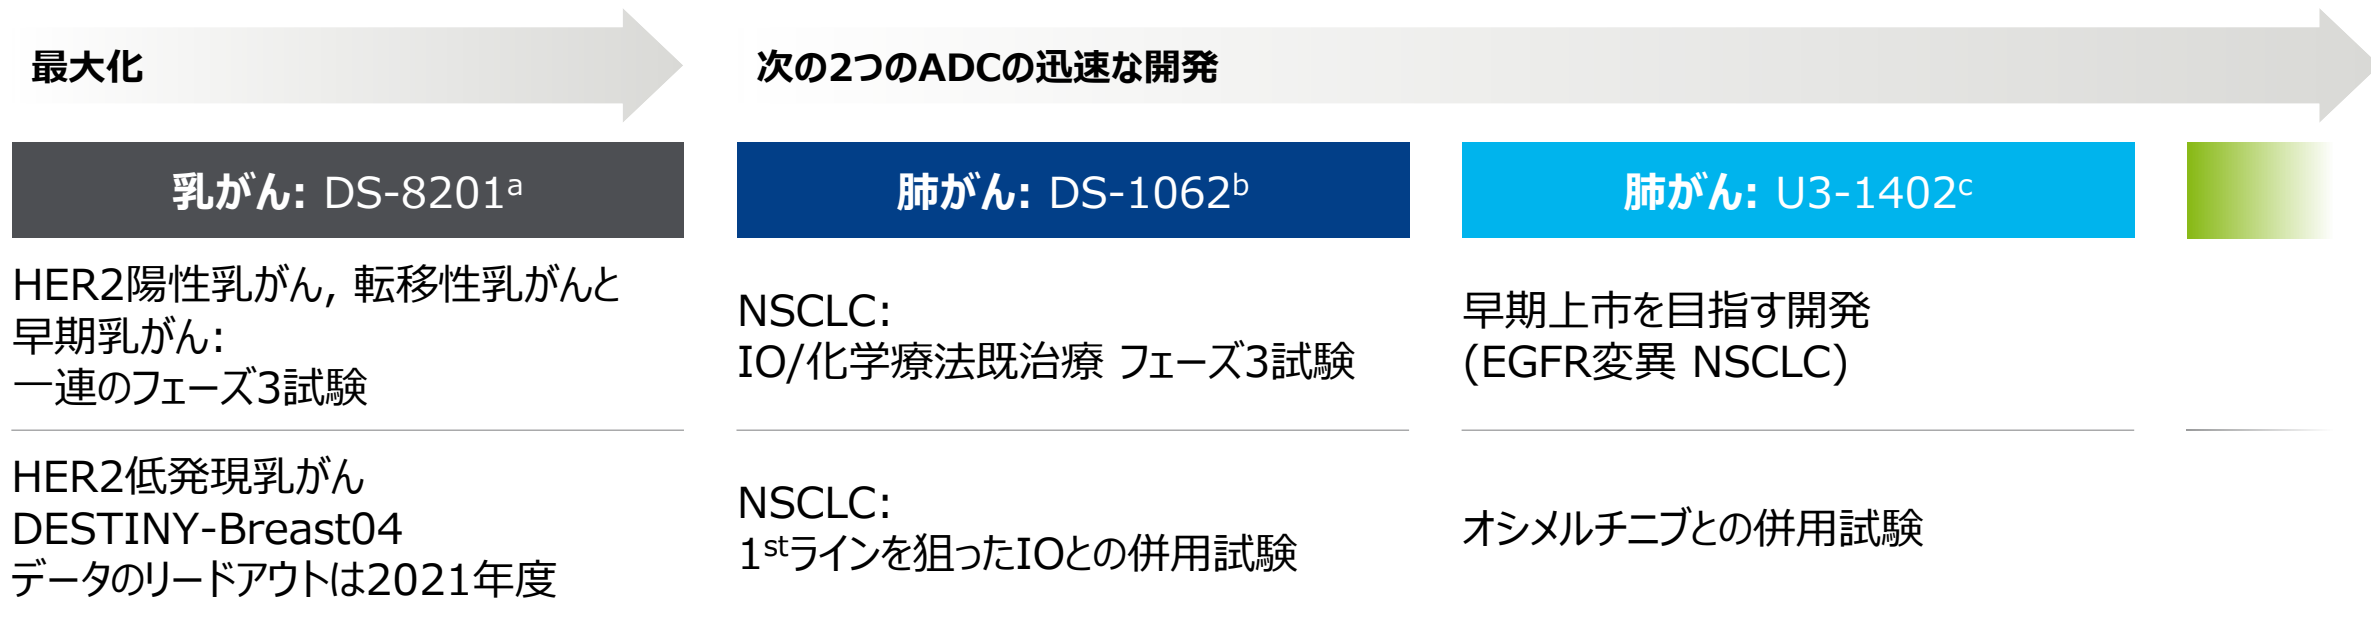 最大化
次の2つのADCの迅速な開発
乳がん: DS-8201a
肺がん: DS-1062b
肺がん: U3-1402c
HER2陽性乳がん, 転移性乳がんと
早期乳がん:
一連のフェーズ3試験
NSCLC:
IO/化学療法既治療 フェーズ3試験
早期上市を目指す開発
(EGFR変異 NSCLC)
HER2低発現乳がん
DESTINY-Breast04
データのリードアウトは2021年度
NSCLC:
1stラインを狙ったIOとの併用試験
オシメルチニブとの併用試験